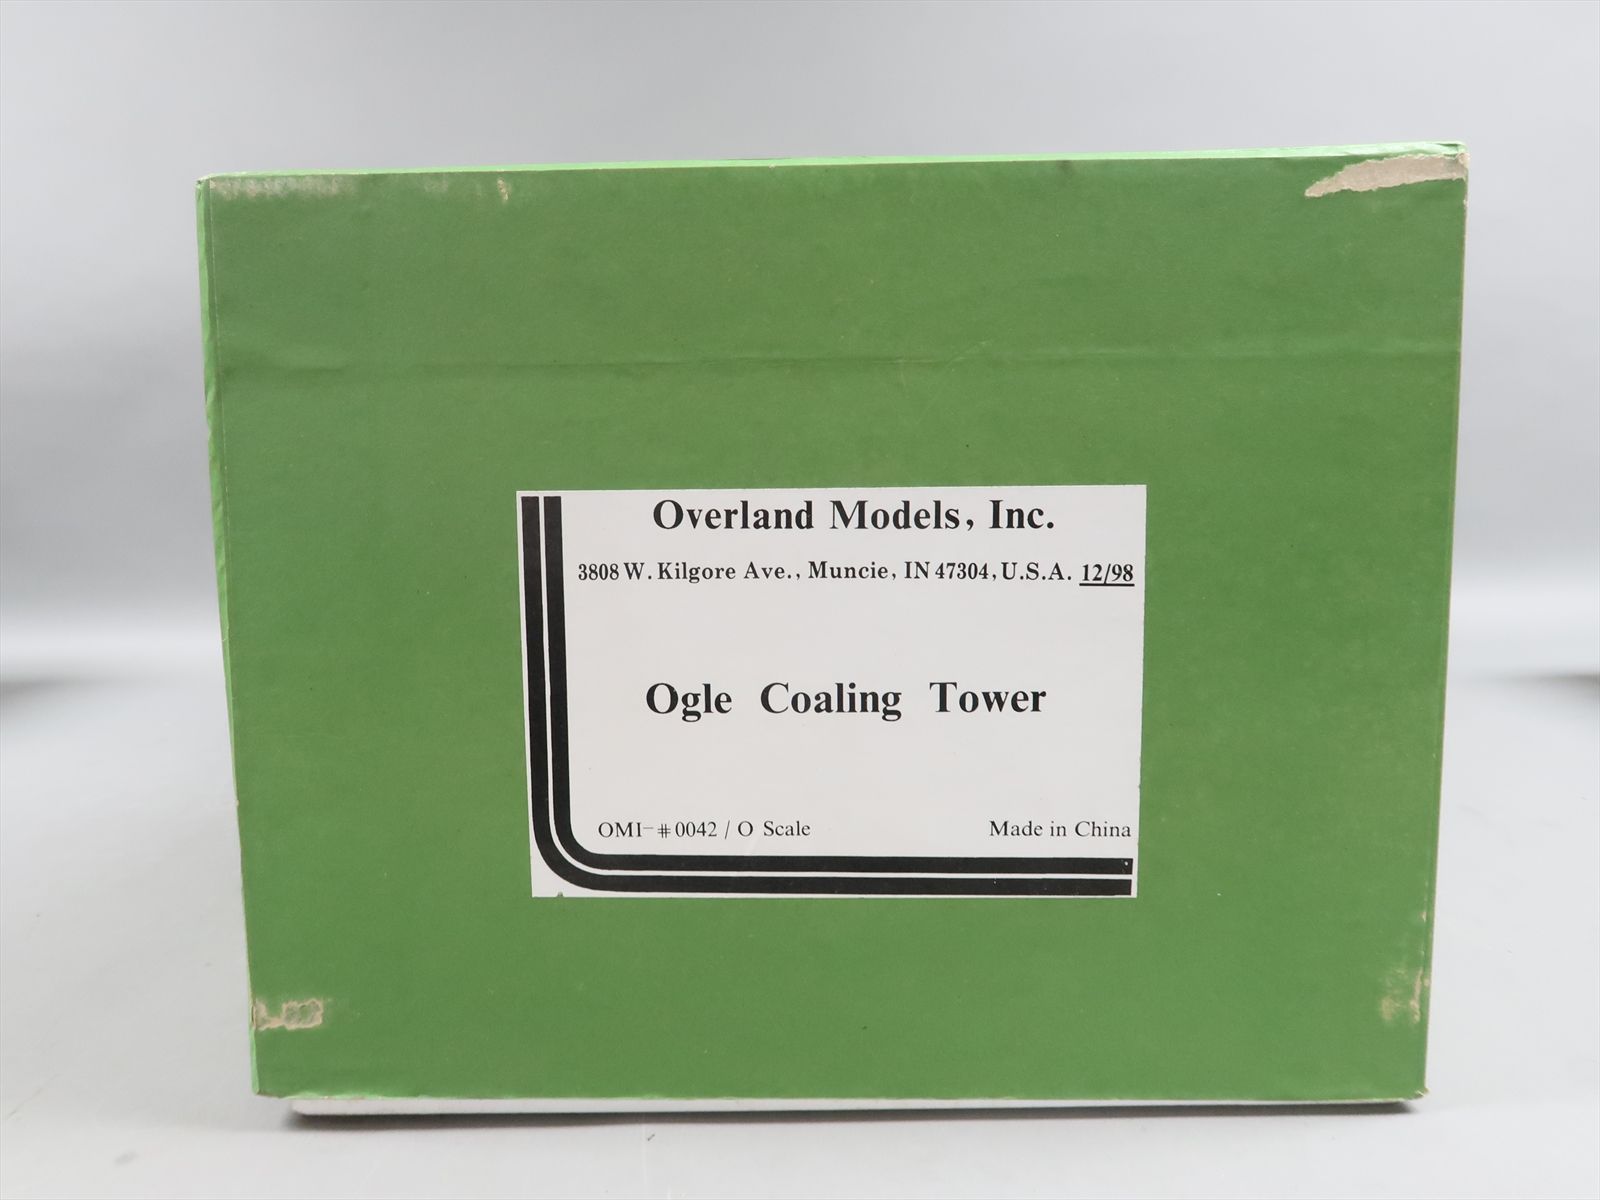 Overland Models, Inc.
3808 W. Kilgore Ave., Muncie, IN 47304, U.S.A. 12/98
Ogle Coaling Tower
OMI-#0042 / O Scale
Made in China